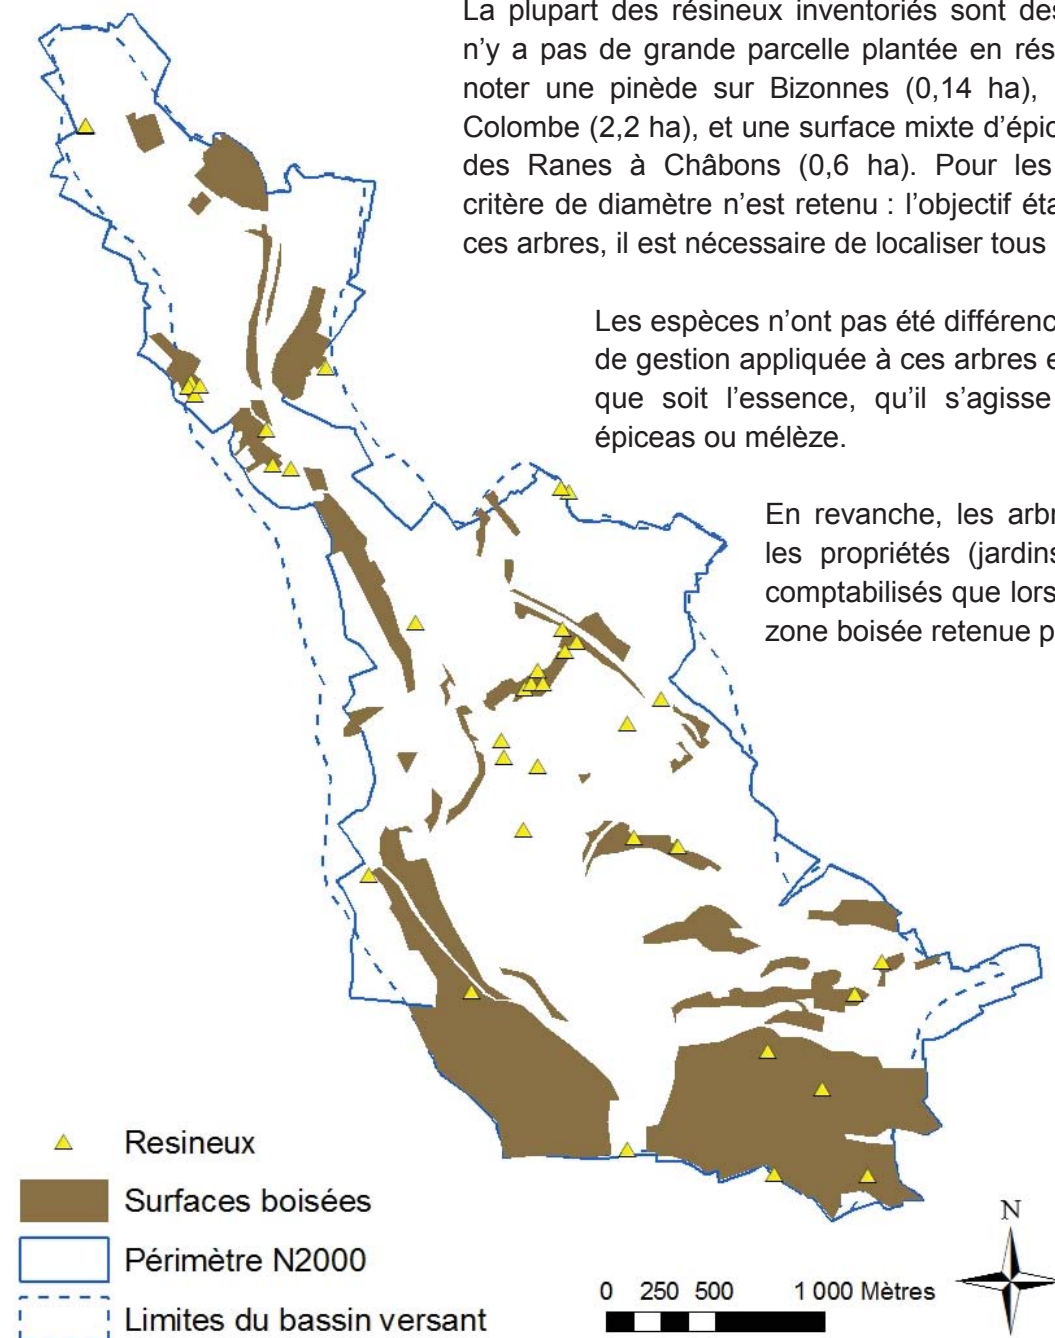 La plupart des résineux inventoriés sont des
n'y a pas de grande parcelle plantée en rés
noter une pinède sur Bizonnes (0,14 ha),
Colombe (2,2 ha), et une surface mixte d'épic
des Ranes à Châbons (0,6 ha). Pour les
critère de diamètre n'est retenu : l'objectif éta
ces arbres, il est nécessaire de localiser tous
Les espèces n'ont pas été différenc
de gestion appliquée à ces arbres e
que soit l'essence, qu'il s'agisse
épiceas ou mélèze.
En revanche, les arbr
les propriétés (jardins
comptabilisés que lors
zone boisée retenue p
Resineux
Surfaces boisées
Périmètre N2000
Limites du bassin versant
0 250 500 1 000 Mètres
N